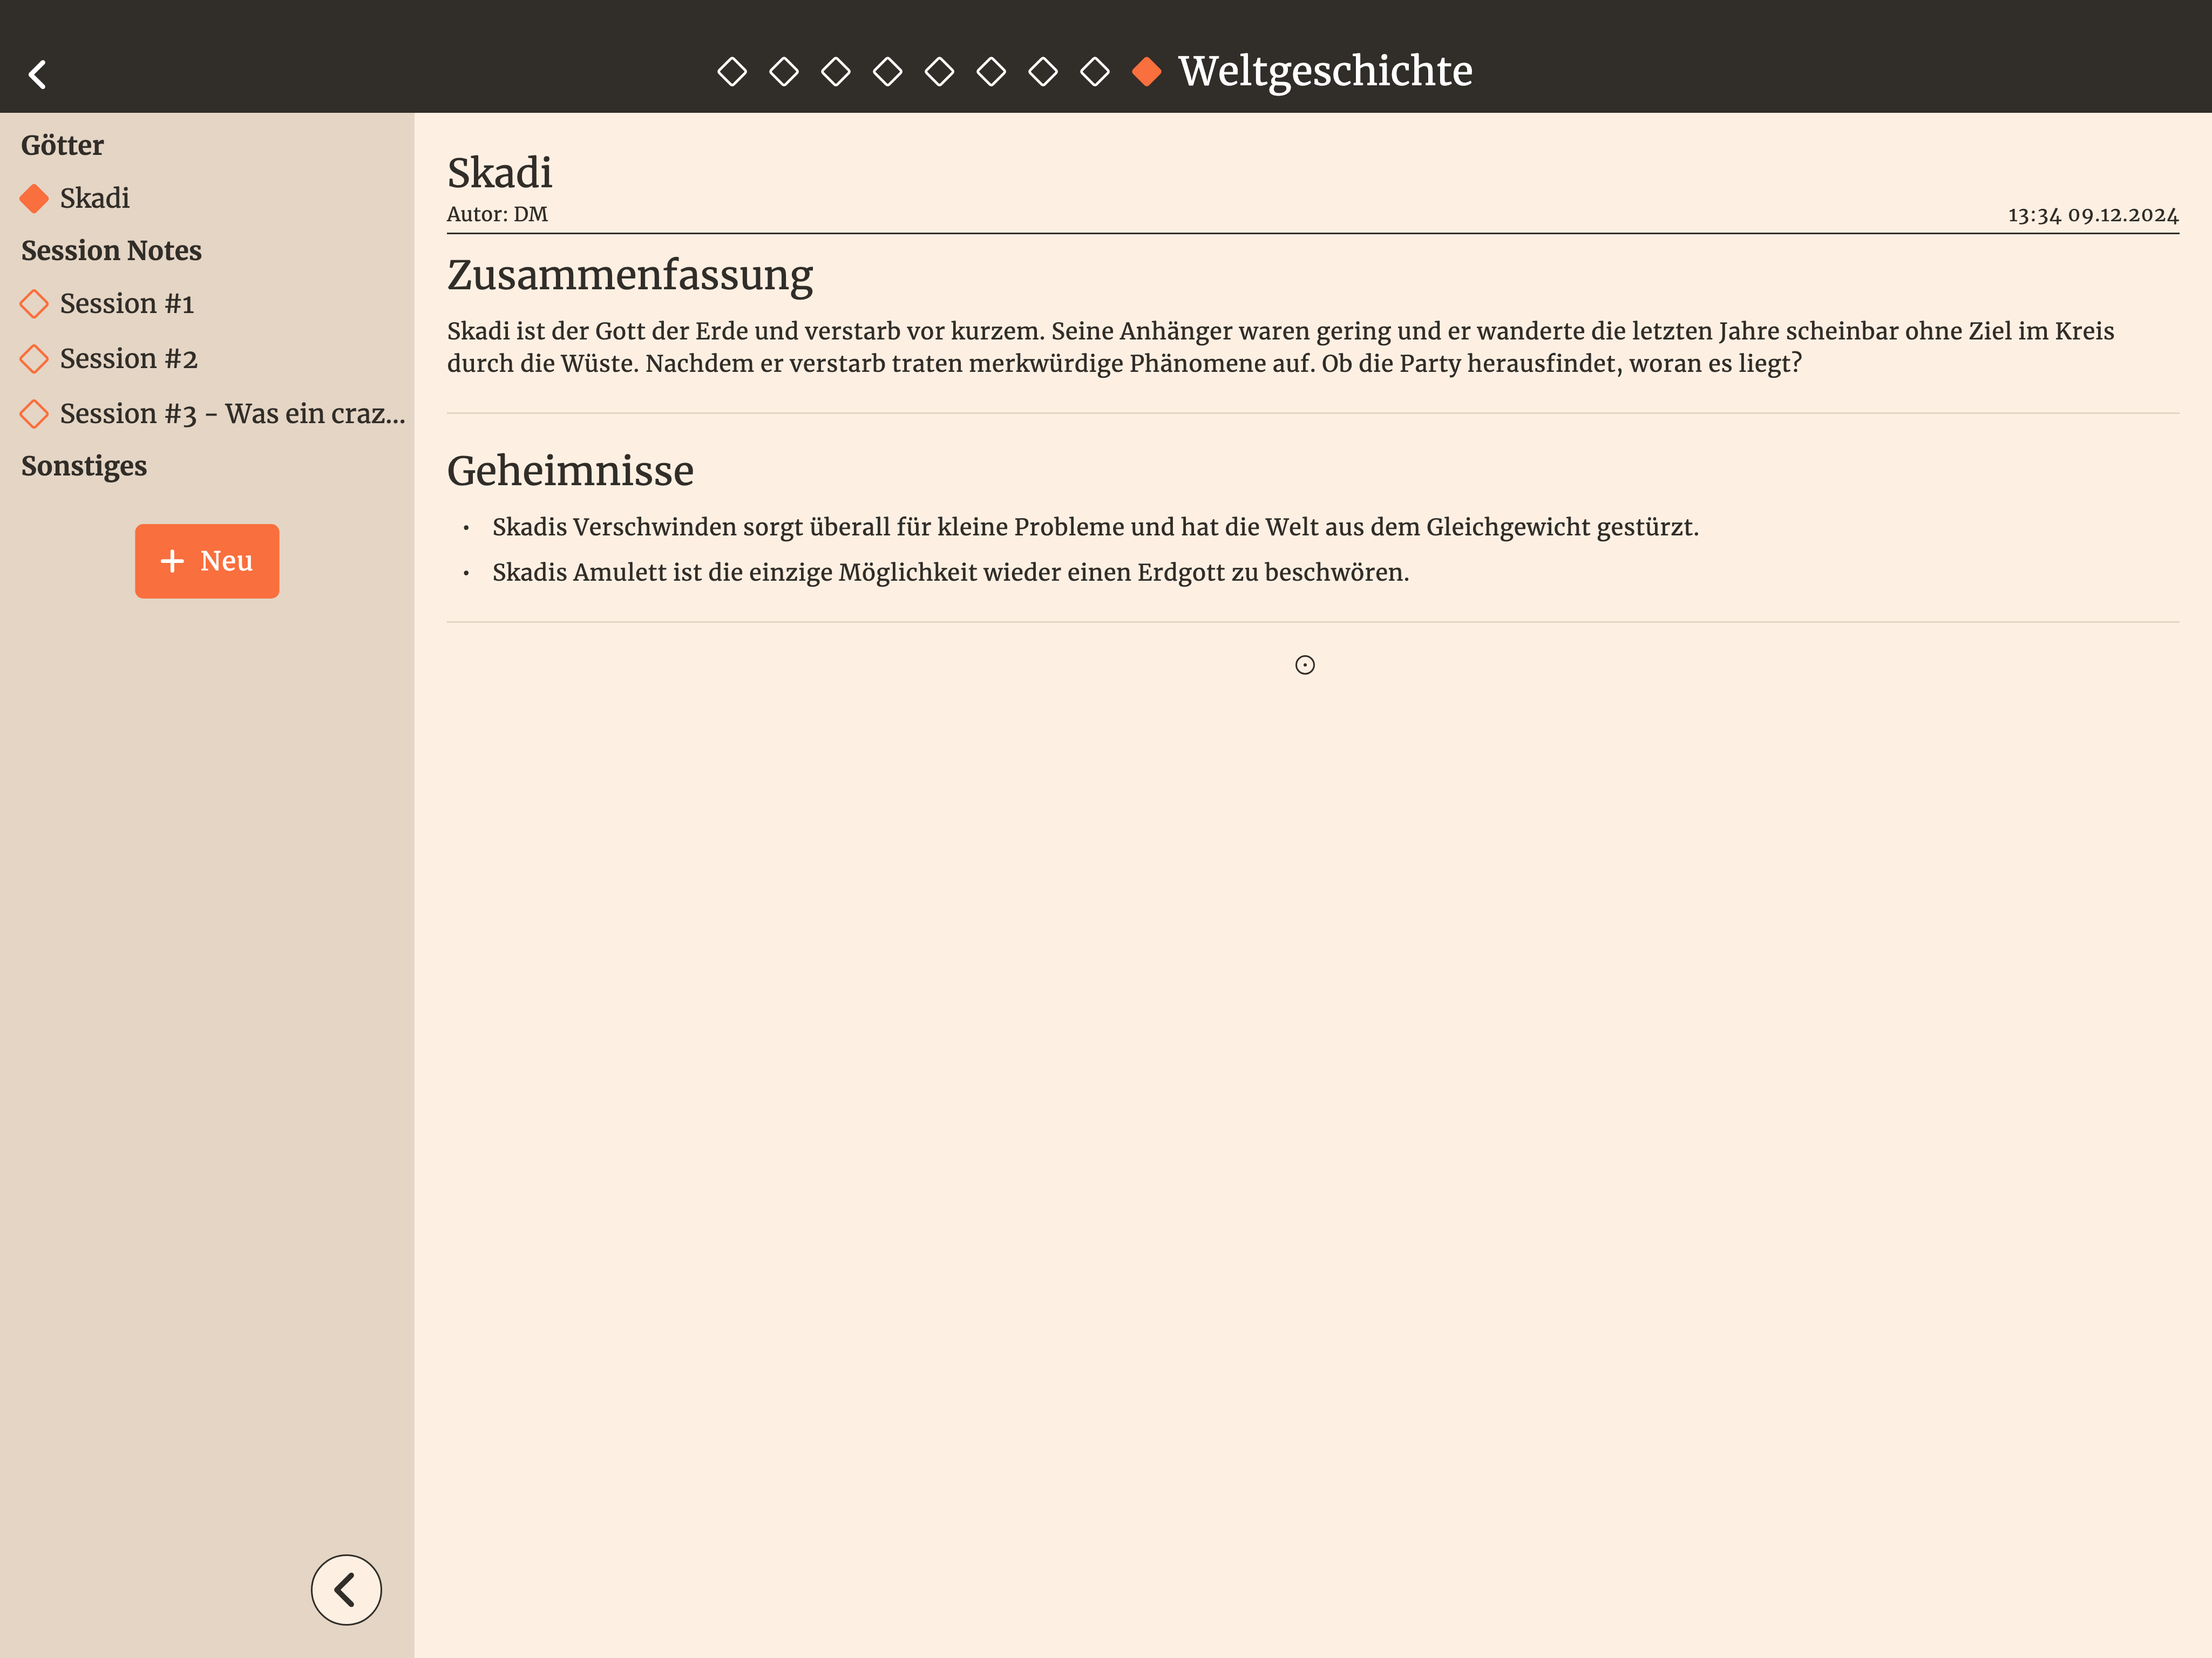 Weltgeschichte
Götter
Skadi
Session Notes
Session #1
Session #2
Session #3 - Was ein craz...
Sonstiges
+ Neu
Skadi
Autor: DM
13:34 09.12.2024
Zusammenfassung
Skadi ist der Gott der Erde und verstarb vor kurzem. Seine Anhänger waren gering und er wanderte die letzten Jahre scheinbar ohne Ziel im Kreis
durch die Wüste. Nachdem er verstarb traten merkwürdige Phänomene auf. Ob die Party herausfindet, woran es liegt?
Geheimnisse
• Skadis Verschwinden sorgt überall für kleine Probleme und hat die Welt aus dem Gleichgewicht gestürzt.
• Skadis Amulett ist die einzige Möglichkeit wieder einen Erdgott zu beschwören.